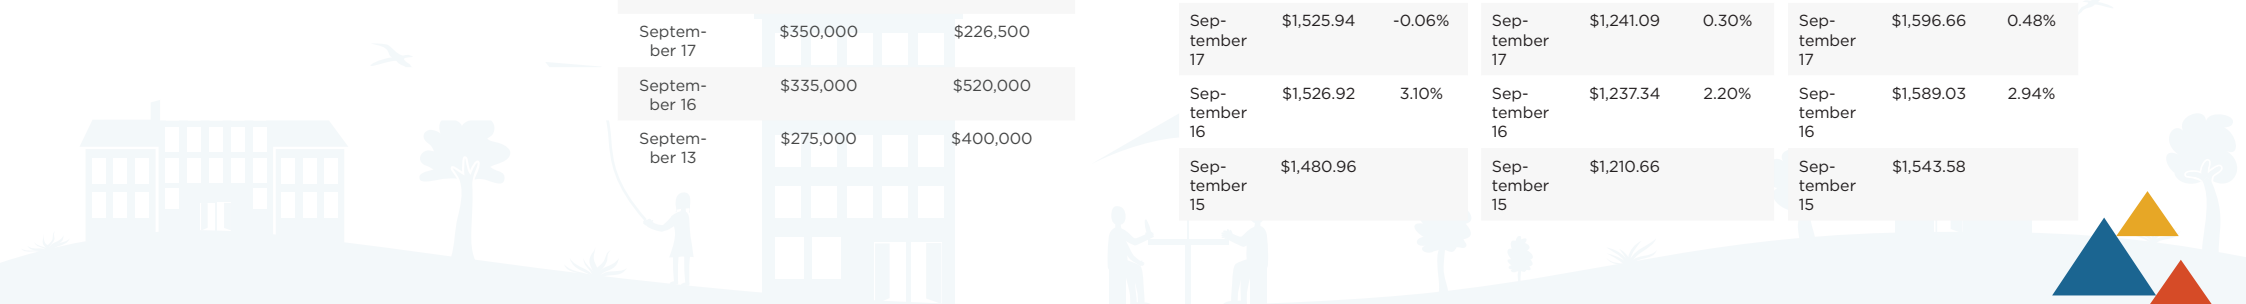 Septem- $350,000 $226,500
ber 17
Septem- $335,000 $520,000
ber 16
Septem- $275,000 $400,000
ber 13
Sep- $1,525.94 -0.06%
tember
17
Sep- $1,526.92 3.10%
tember
16
Sep- $1,480.96
tember
15
Sep- $1,241.09 0.30%
tember
17
Sep- $1,237.34 2.20%
tember
16
Sep- $1,210.66
tember
15
Sep- $1,596.66 0.48%
tember
17
Sep- $1,589.03 2.94%
tember
16
Sep- $1,543.58
tember
15